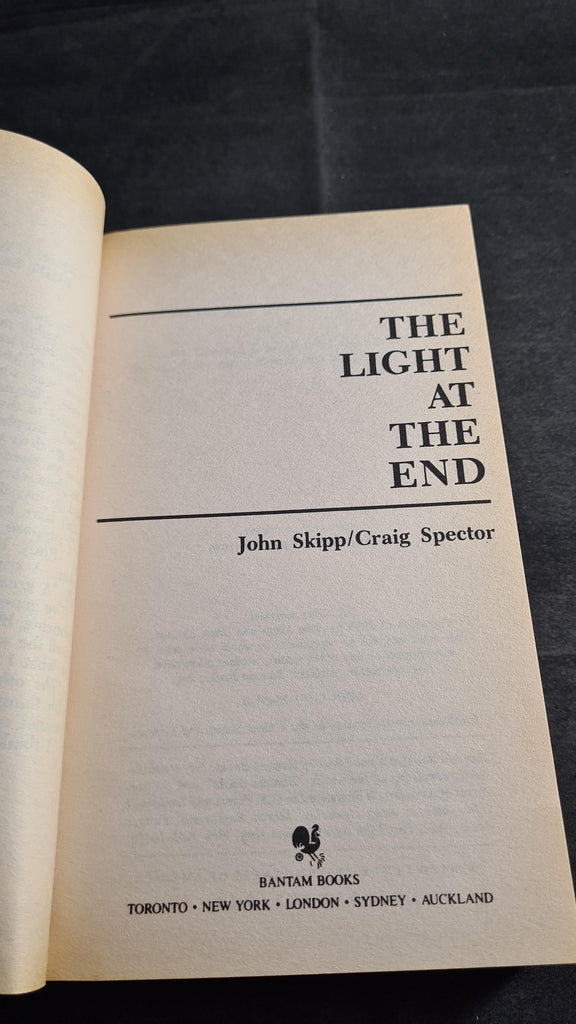 THE
LIGHT
AT
THE
END
John Skipp/Craig Spector
BANTAM BOOKS
TORONTO • NEW YORK • LONDON • SYDNEY • AUCKLAND